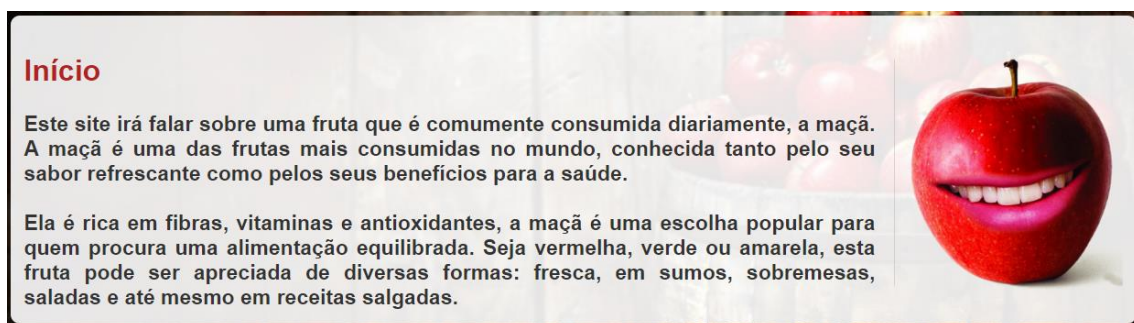 Início
Este site irá falar sobre uma fruta que é comumente consumida diariamente, a maçã.
A maçã é uma das frutas mais consumidas no mundo, conhecida tanto pelo seu
sabor refrescante como pelos seus benefícios para a saúde.
Ela é rica em fibras, vitaminas e antioxidantes, a maçã é uma escolha popular para
quem procura uma alimentação equilibrada. Seja vermelha, verde ou amarela, esta
fruta pode ser apreciada de diversas formas: fresca, em sumos, sobremesas,
saladas e até mesmo em receitas salgadas.